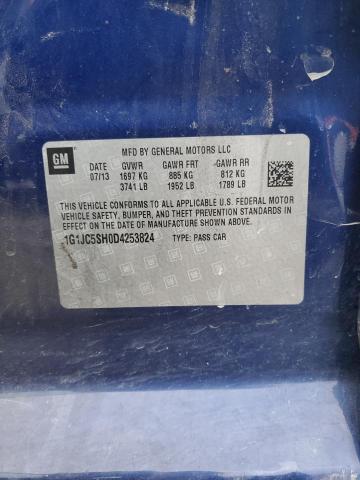 GM
MFD BY GENERAL MOTORS LLC
DATE GVWR GAWR FRT GAWR RR
07/13 1697 KG 885 KG 812 KG
3741 LB 1952 LB 1789 LB
THIS VEHICLE CONFORMS TO ALL APPLICABLE U.S. FEDERAL MOTOR
VEHICLE SAFETY, BUMPER, AND THEFT PREVENTION STANDARDS IN
EFFECT ON THE DATE OF MANUFACTURE SHOWN ABOVE.
1G1JC5SH0D4253824 TYPE: PASS CAR